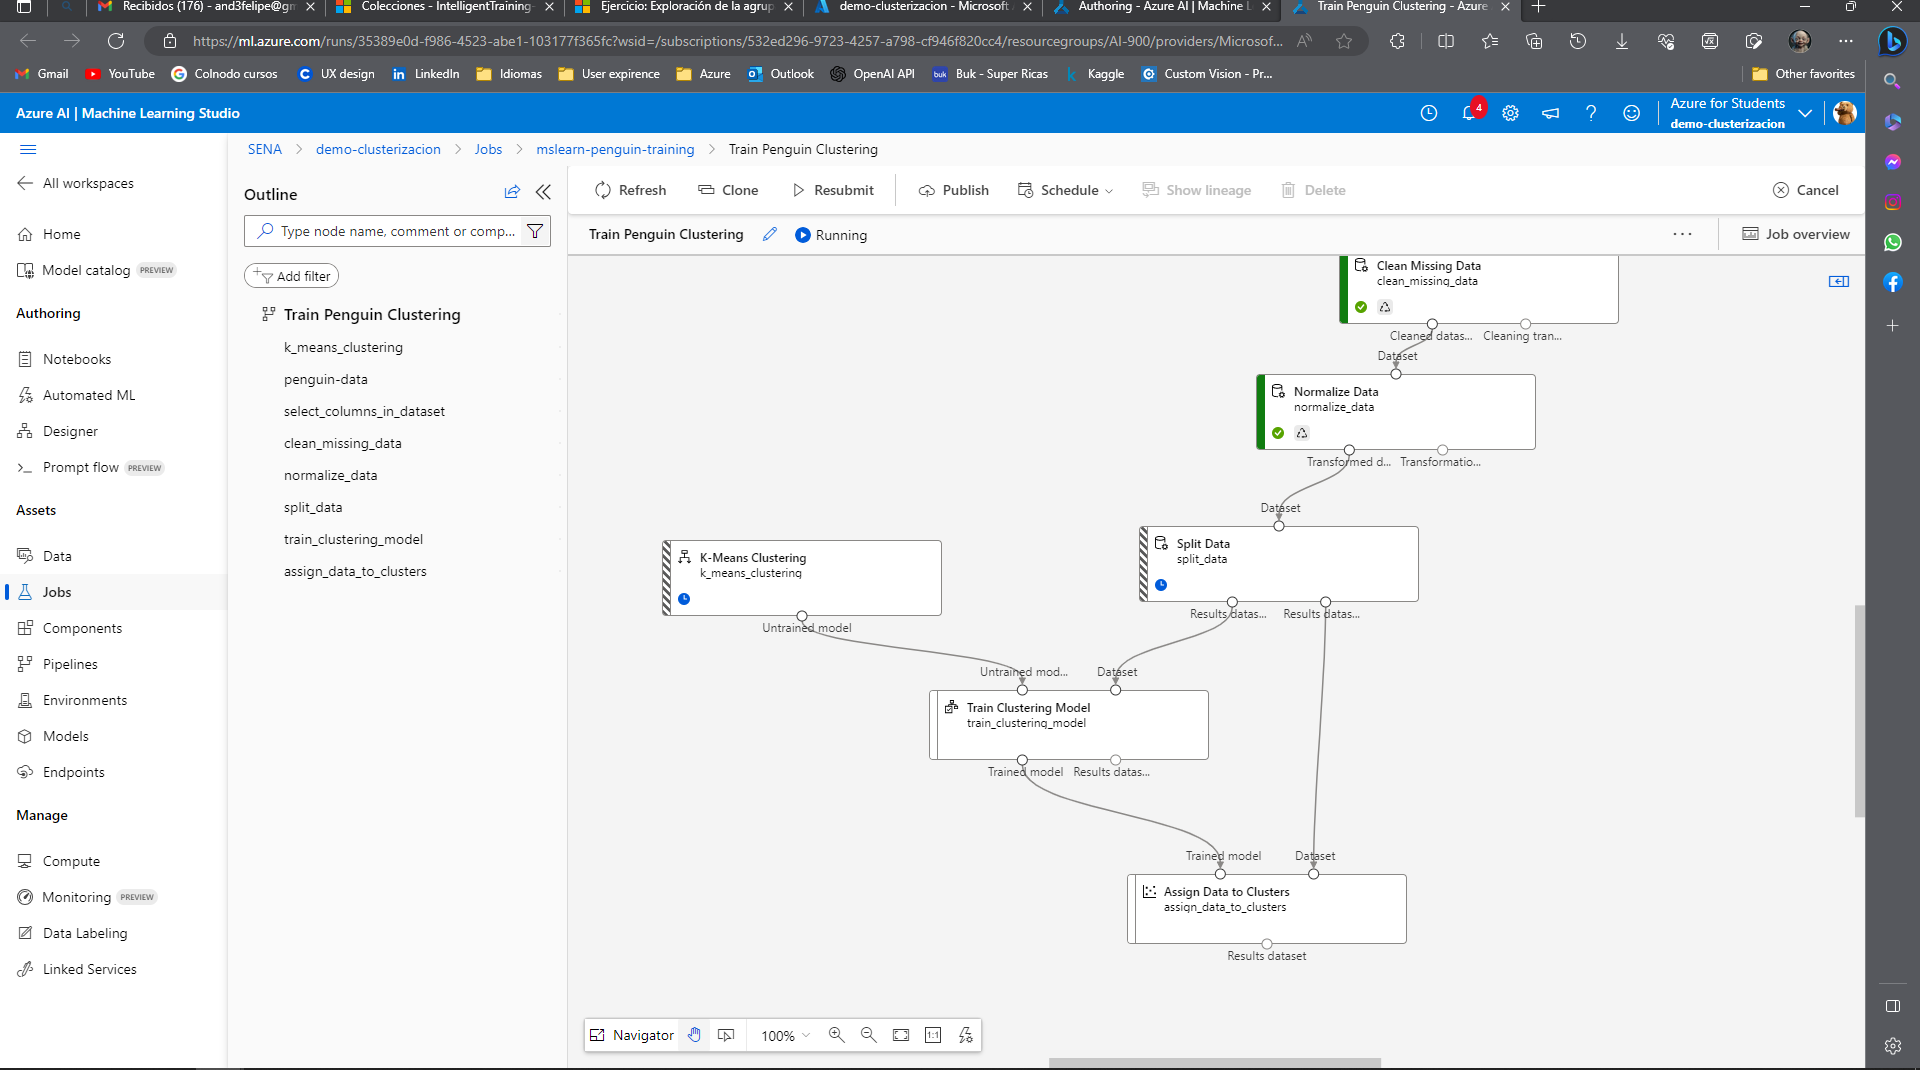 Recibidos (176) - and3felipe@gm
Colecciones - IntelligentTraining-
Ejercicio: Exploración de la agrup
demo-clusterizacion - Microsoft A
Authoring - Azure AI | Machine L
Train Penguin Clustering - Azure
https://ml.azure.com/runs/35389e0d-f986-4523-abe1-103177f365fc?wsid=/subscriptions/532ed296-9723-4257-a798-cf946f820cc4/resourcegroups/AI-900/providers/Microsof...
Gmail
YouTube
Colnodo cursos
UX design
LinkedIn
Idiomas
User expirence
Azure
Outlook
OpenAI API
Buk - Super Ricas
Kaggle
Custom Vision - Pr...
Other favorites
Azure AI | Machine Learning Studio
4
Azure for Students
demo-clusterizacion
SENA > demo-clusterizacion > Jobs > mslearn-penguin-training > Train Penguin Clustering
All workspaces
Home
Model catalog PREVIEW
Authoring
Notebooks
Automated ML
Designer
Prompt flow PREVIEW
Assets
Data
Jobs
Components
Pipelines
Environments
Models
Endpoints
Manage
Compute
Monitoring PREVIEW
Data Labeling
Linked Services
Outline
Type node name, comment or comp...
Add filter
Train Penguin Clustering
k_means_clustering
penguin-data
select_columns_in_dataset
clean_missing_data
normalize_data
split_data
train_clustering_model
assign_data_to_clusters
Refresh
Clone
Resubmit
Publish
Schedule
Show lineage
Delete
Cancel
Train Penguin Clustering
Running
Job overview
Clean Missing Data
clean_missing_data
Cleaned datas... Cleaning tran...
Dataset
Normalize Data
normalize_data
Transformed d... Transformatio...
Dataset
Split Data
split_data
Results datas... Results datas...
K-Means Clustering
k_means_clustering
Untrained model
Untrained mod... Dataset
Train Clustering Model
train_clustering_model
Trained model Results datas...
Trained model Dataset
Assign Data to Clusters
assign_data_to_clusters
Results dataset
Navigator
100%
1:1